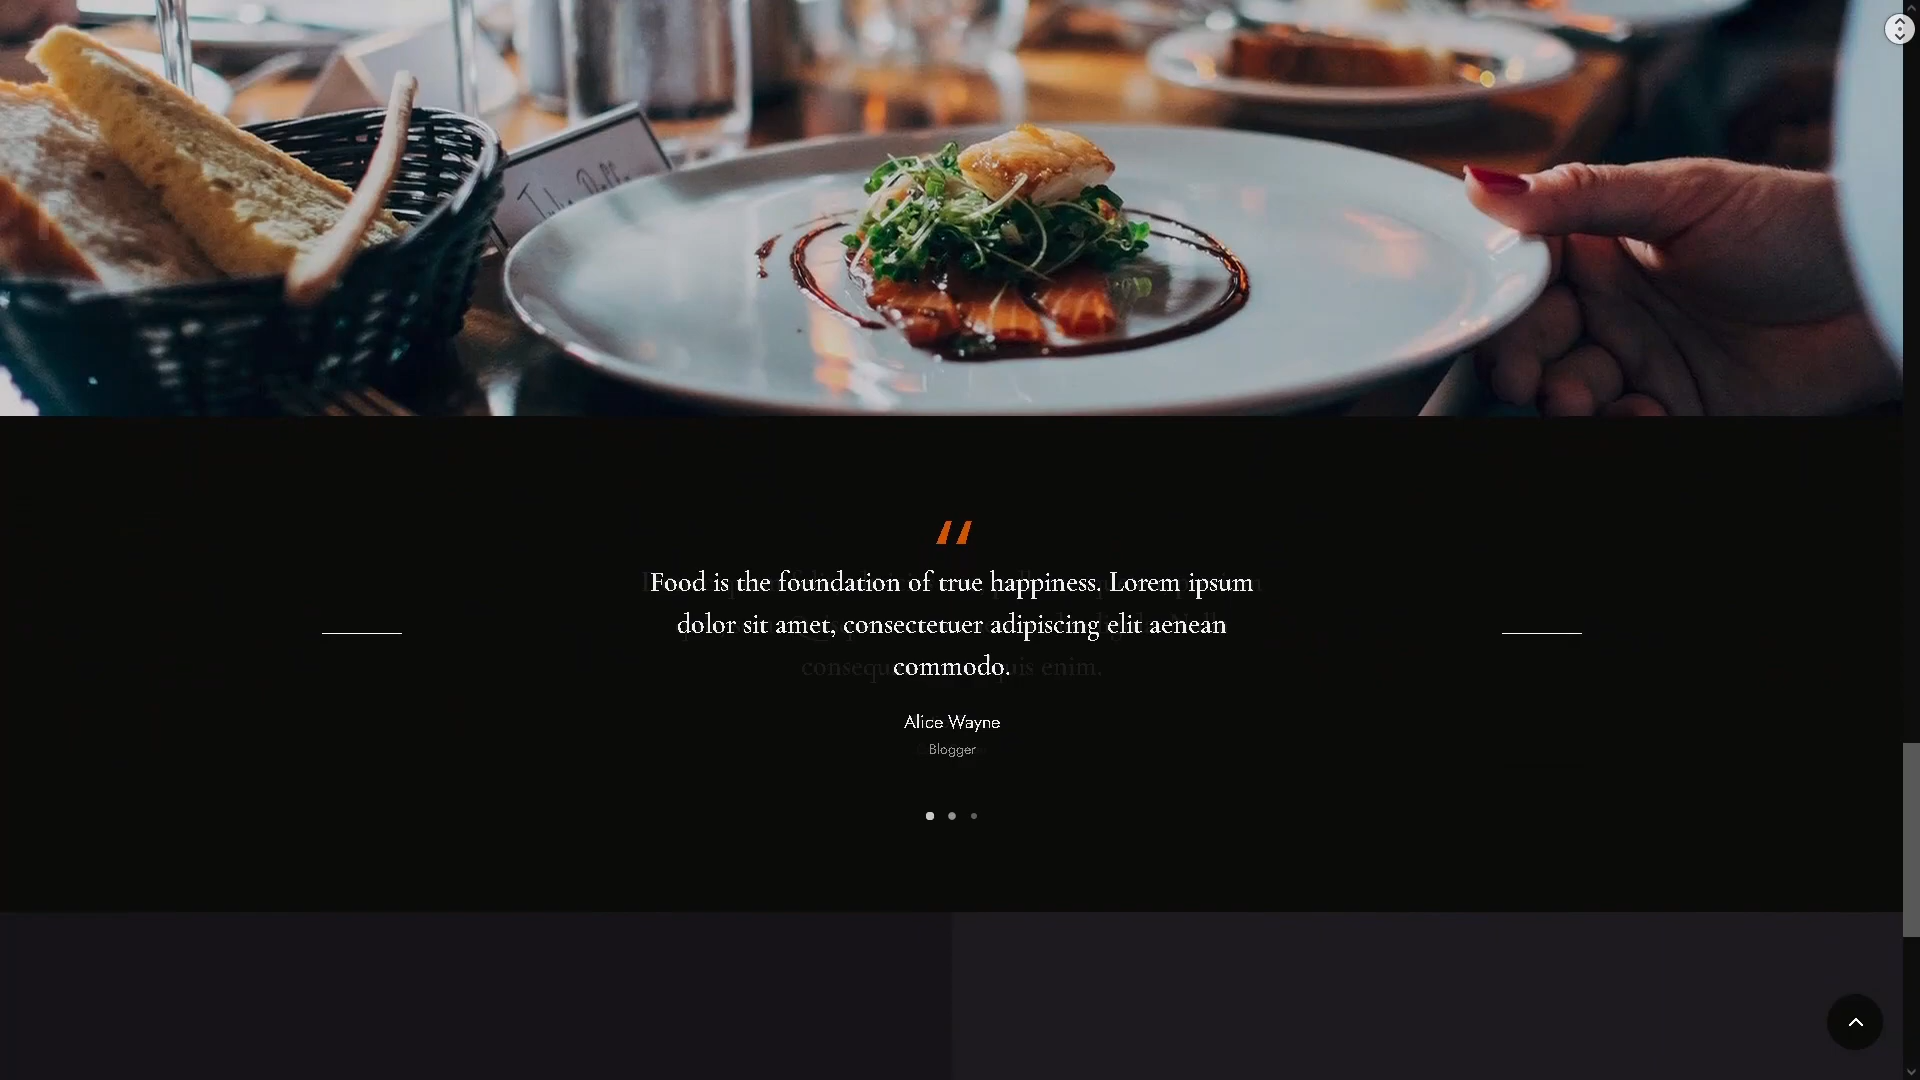 “
Food is the foundation of true happiness. Lorem ipsum
dolor sit amet, consectetuer adipiscing elit aenean
commodo.
Alice Wayne
Blogger